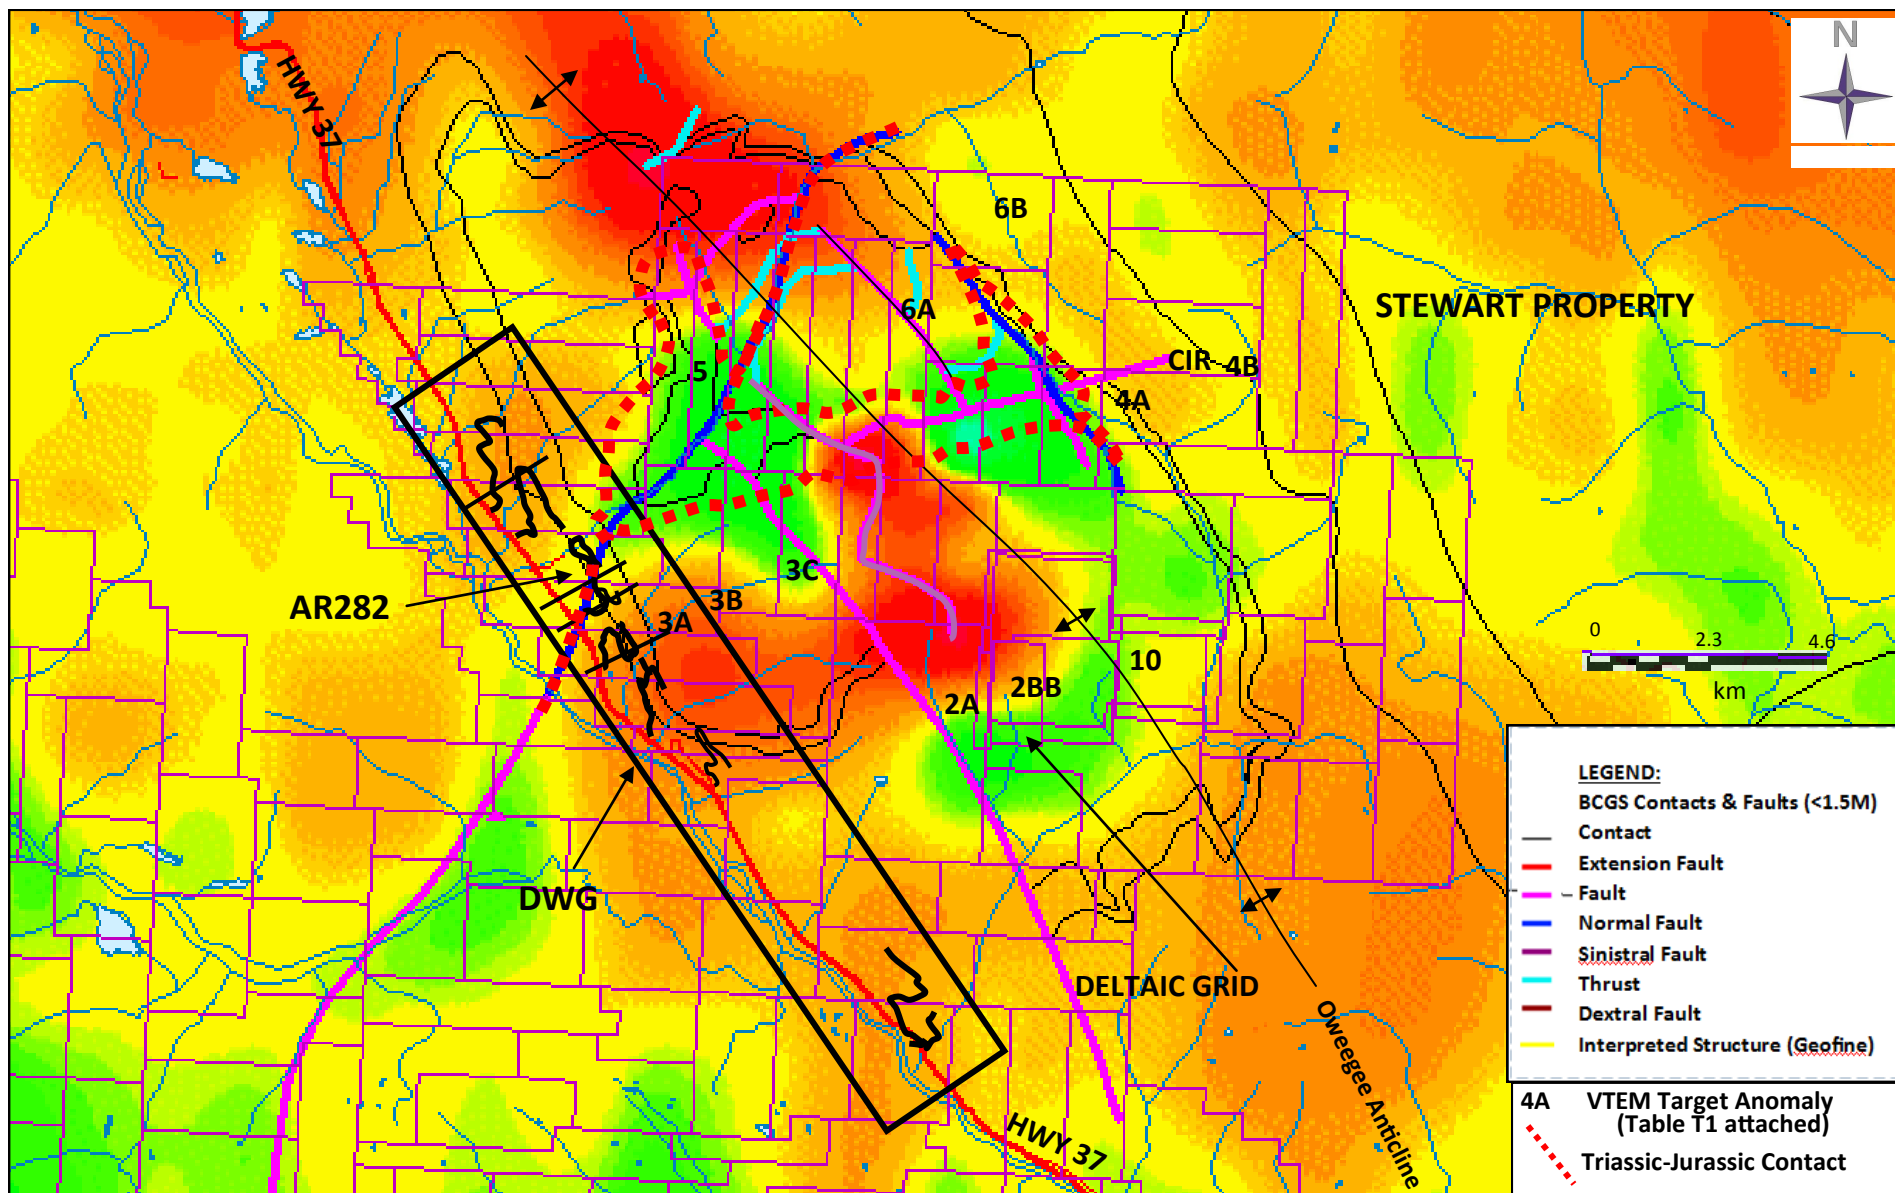 N
HWY 37
6B
STEWART PROPERTY
6A
5
CIR
4B
4A
3C
AR282
3B
3A
0 2.3 4.6
km
10
2BB
2A
DWG
DELTAIC GRID
Oweegee Anticline
HWY 37
LEGEND:
BCGS Contacts & Faults (<1.5M)
Contact
Extension Fault
Fault
Normal Fault
Sinistral Fault
Thrust
Dextral Fault
Interpreted Structure (Geofine)
4A VTEM Target Anomaly
(Table T1 attached)
Triassic-Jurassic Contact